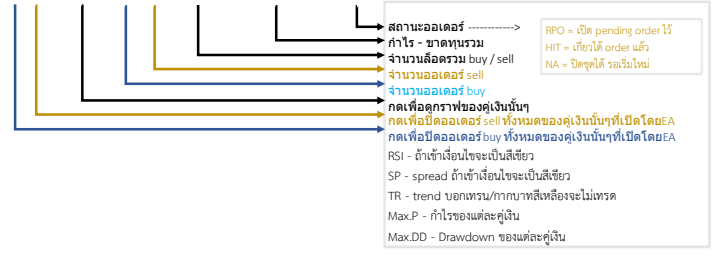 สถานะออเดอร์ ------------>
RPO = เปิด pending order ไว้
HIT = เกี่ยวได้ order แล้ว
NA = ปิดชุดได้ รอเริ่มใหม่
กำไร - ขาดทุนรวม
จำนวนล็อตรวม buy / sell
จำนวนออเดอร์ sell
จำนวนออเดอร์ buy
กดเพื่อดูกราฟของคู่เงินนั้นๆ
กดเพื่อปิดออเดอร์ sell ทั้งหมดของคู่เงินนั้นๆที่เปิดโดยEA
กดเพื่อปิดออเดอร์ buy ทั้งหมดของคู่เงินนั้นๆที่เปิดโดยEA
RSI - ถ้าเข้าเงื่อนไขจะเป็นสีเขียว
SP - spread ถ้าเข้าเงื่อนไขจะเป็นสีเขียว
TR - trend บอกเทรน/กากบาทสีเหลืองจะไม่เทรด
Max.P - กำไรของแต่ละคู่เงิน
Max.DD - Drawdown ของแต่ละคู่เงิน